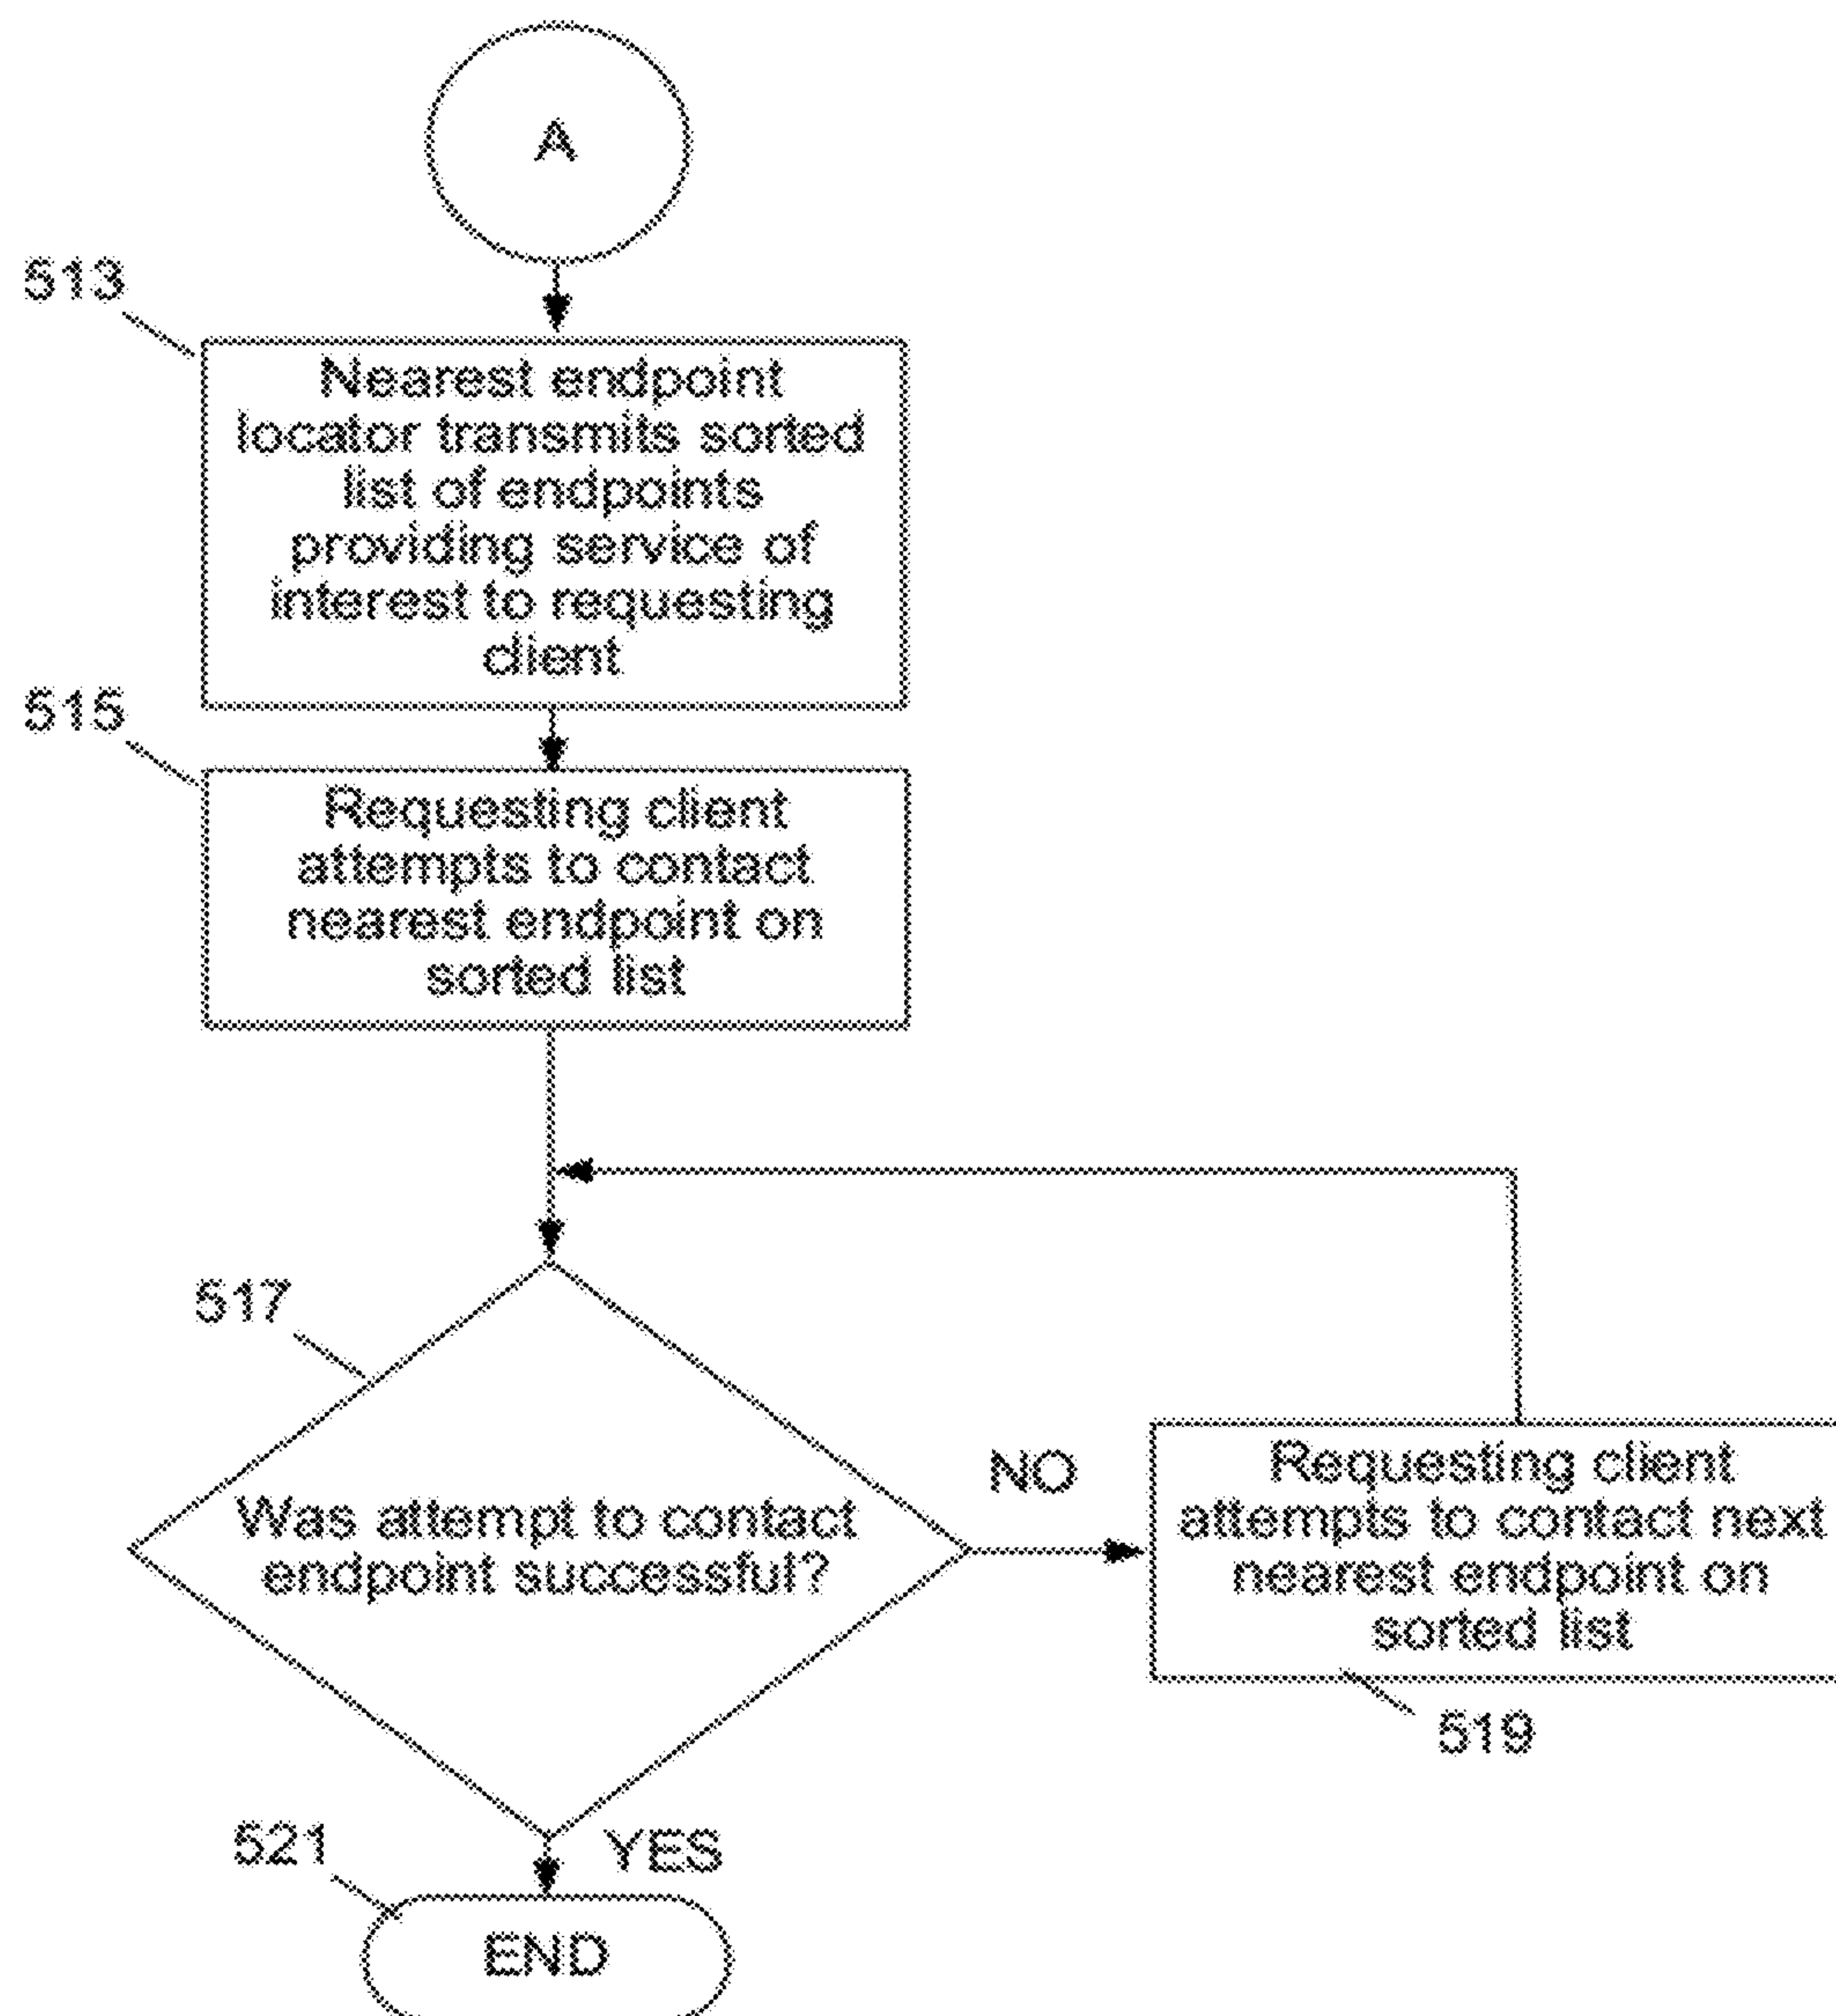 A
513
Nearest endpoint
locator transmits sorted
list of endpoints
providing service of
interest to requesting
client
515
Requesting client
attempts to contact
nearest endpoint on
sorted list
517
Was attempt to contact
endpoint successful?
NO
Requesting client
attempts to contact next
nearest endpoint on
sorted list
519
521
YES
END